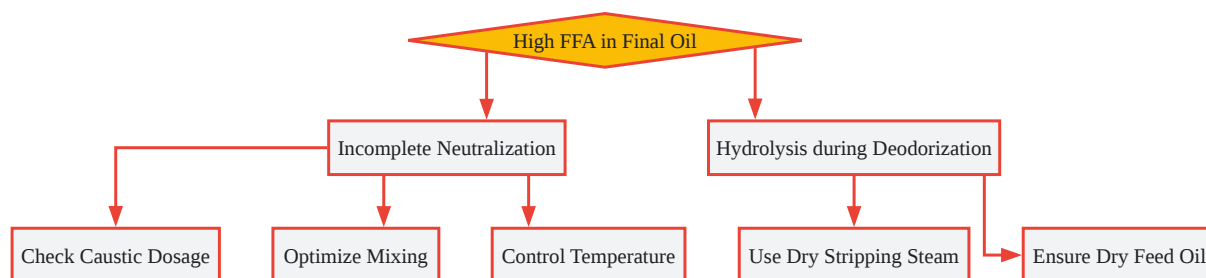 High FFA in Final Oil
Incomplete Neutralization
Hydrolysis during Deodorization
Check Caustic Dosage
Optimize Mixing
Control Temperature
Use Dry Stripping Steam
Ensure Dry Feed Oil